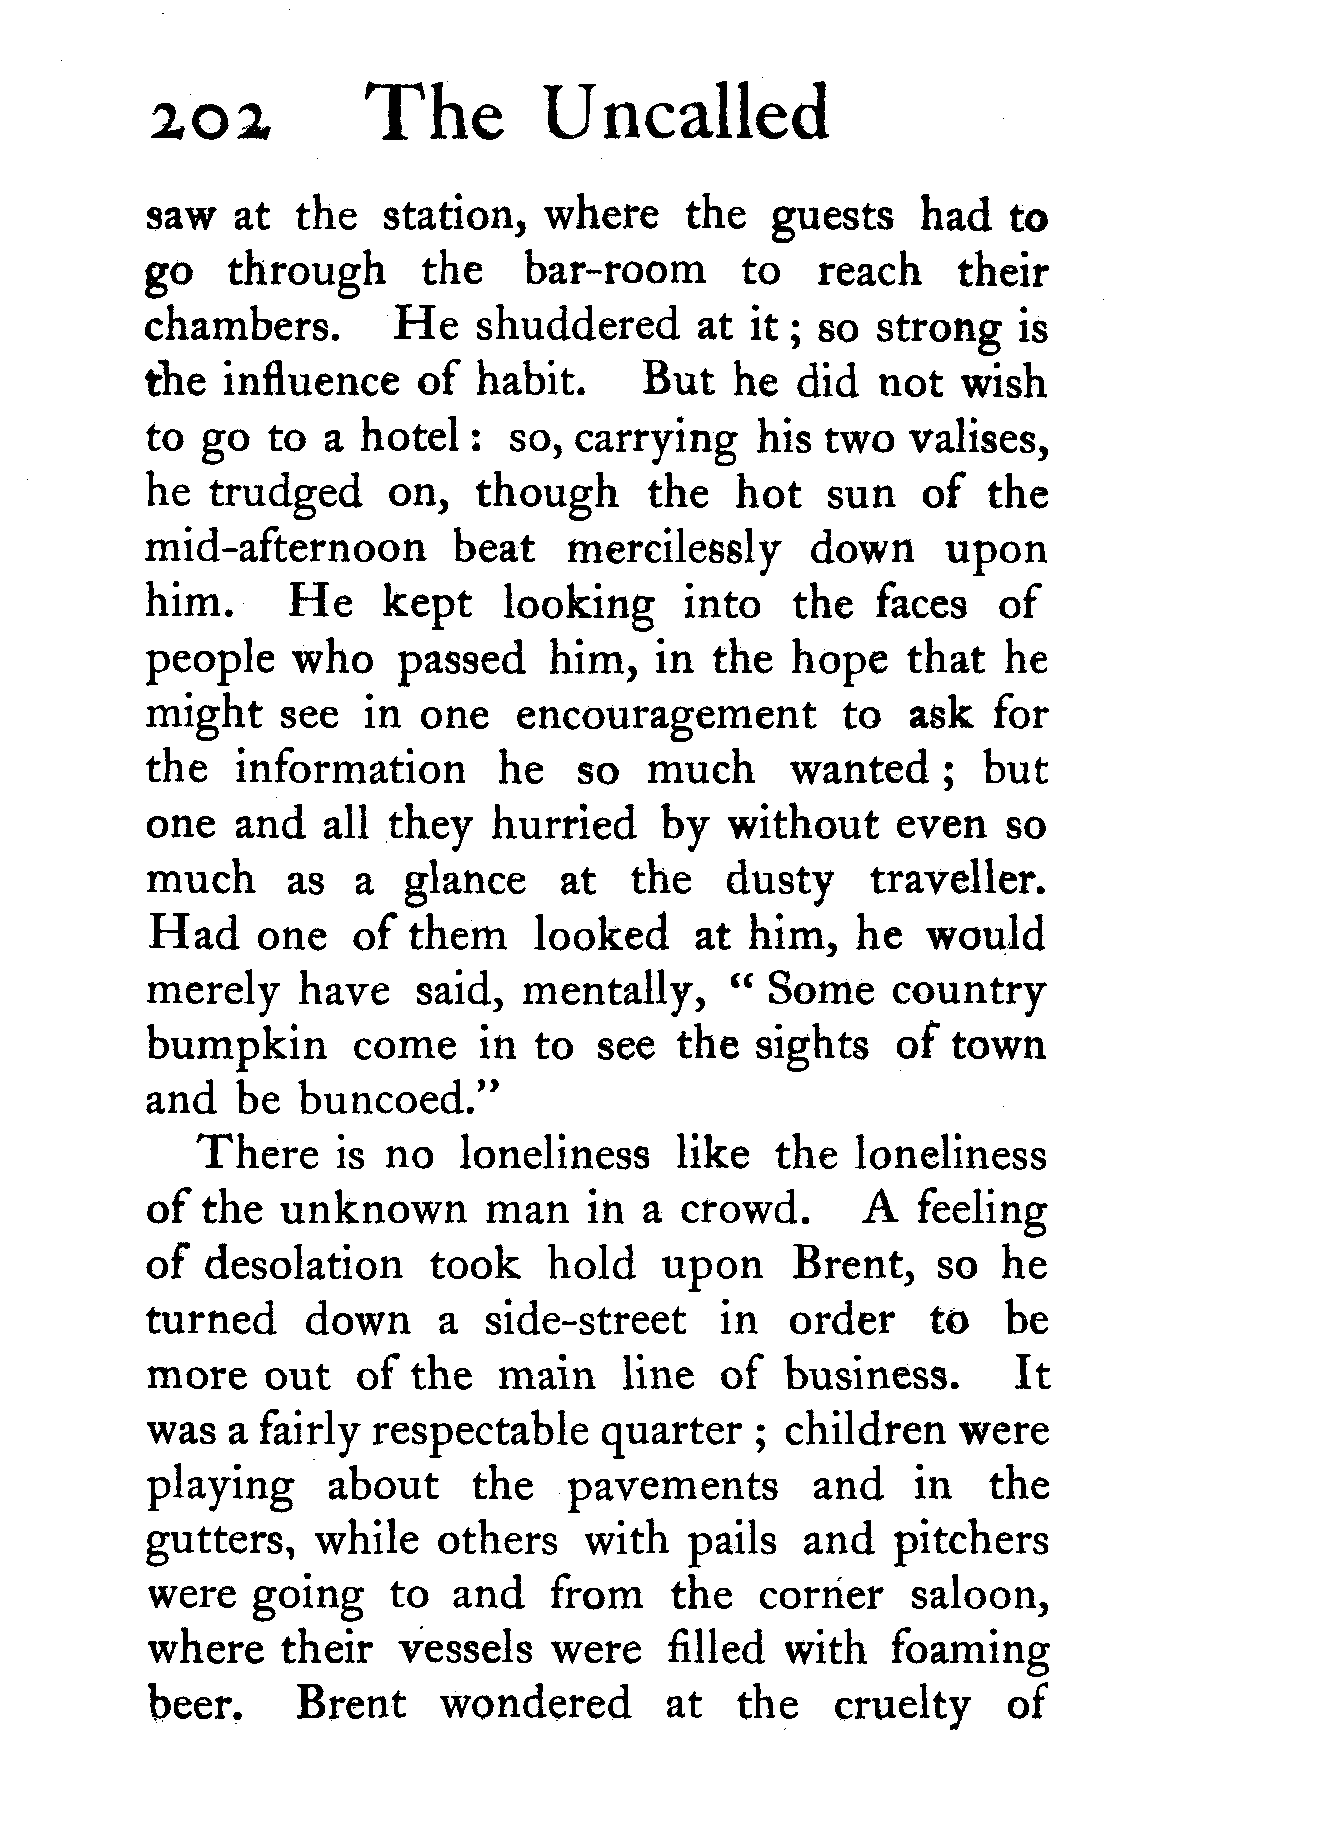 202 The Uncalled
saw at the station, where the guests had to
go through the bar-room to reach their
chambers. He shuddered at it ; so strong is
the influence of habit. But he did not wish
to go to a hotel : so, carrying his two valises,
he trudged on, though the hot sun of the
mid-afternoon beat mercilessly down upon
him. He kept looking into the faces of
people who passed him, in the hope that he
might see in one encouragement to ask for
the information he so much wanted ; but
one and all they hurried by without even so
much as a glance at the dusty traveller.
Had one of them looked at him, he would
merely have said, mentally, “ Some country
bumpkin come in to see the sights of town
and be buncoed.”
There is no loneliness like the loneliness
of the unknown man in a crowd. A feeling
of desolation took hold upon Brent, so he
turned down a side-street in order to be
more out of the main line of business. It
was a fairly respectable quarter ; children were
playing about the pavements and in the
gutters, while others with pails and pitchers
were going to and from the corner saloon,
where their vessels were filled with foaming
beer. Brent wondered at the cruelty of